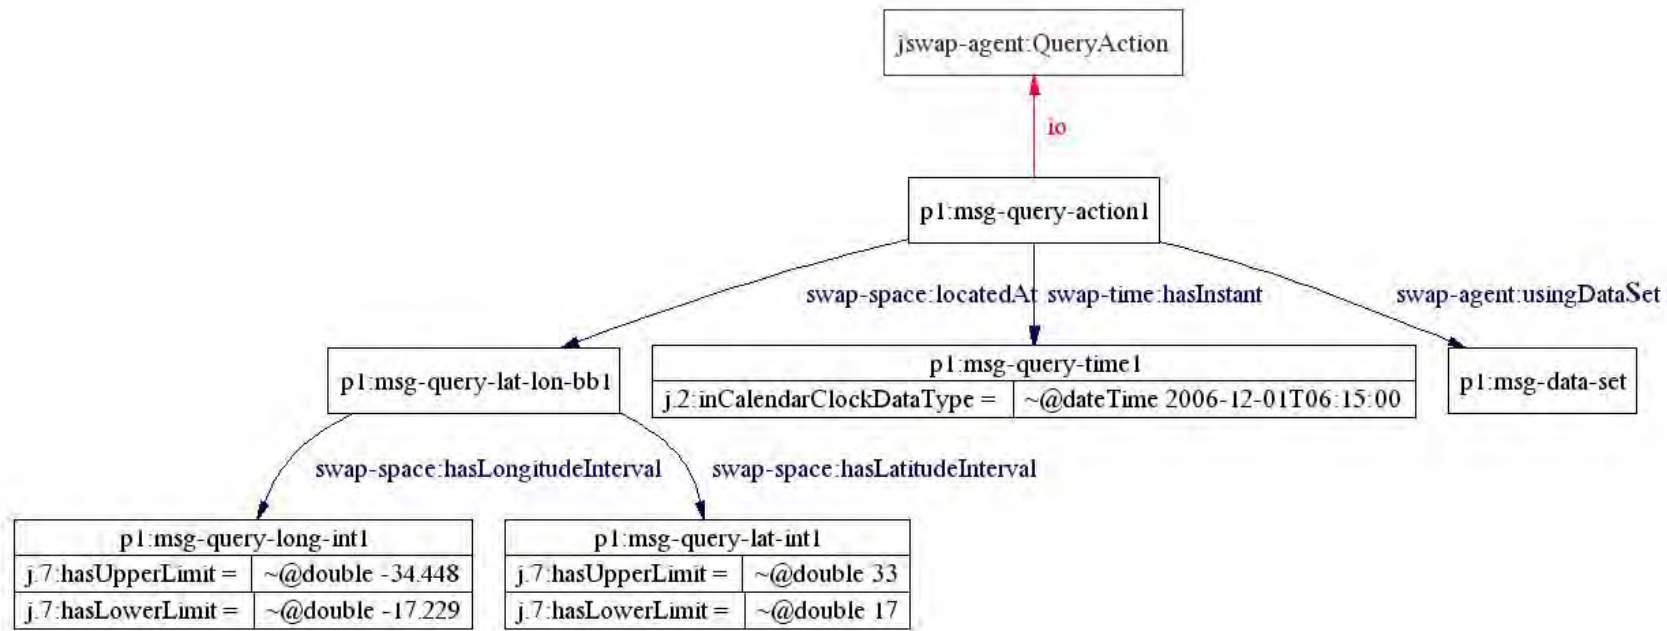 jswap-agent:QueryAction
io
p1:msg-query-action1
swap-space:locatedAt swap-time:hasInstant swap-agent:usingDataSet
p1:msg-query-lat-lon-bb1
p1:msg-query-time1
j.2:inCalendarClockDataType = ~@dateTime 2006-12-01T06:15:00
p1:msg-data-set
swap-space:hasLongitudeInterval swap-space:hasLatitudeInterval
p1:msg-query-long-int1
j.7:hasUpperLimit = ~@double -34.448
j.7:hasLowerLimit = ~@double -17.229
p1:msg-query-lat-int1
j.7:hasUpperLimit = ~@double 33
j.7:hasLowerLimit = ~@double 17